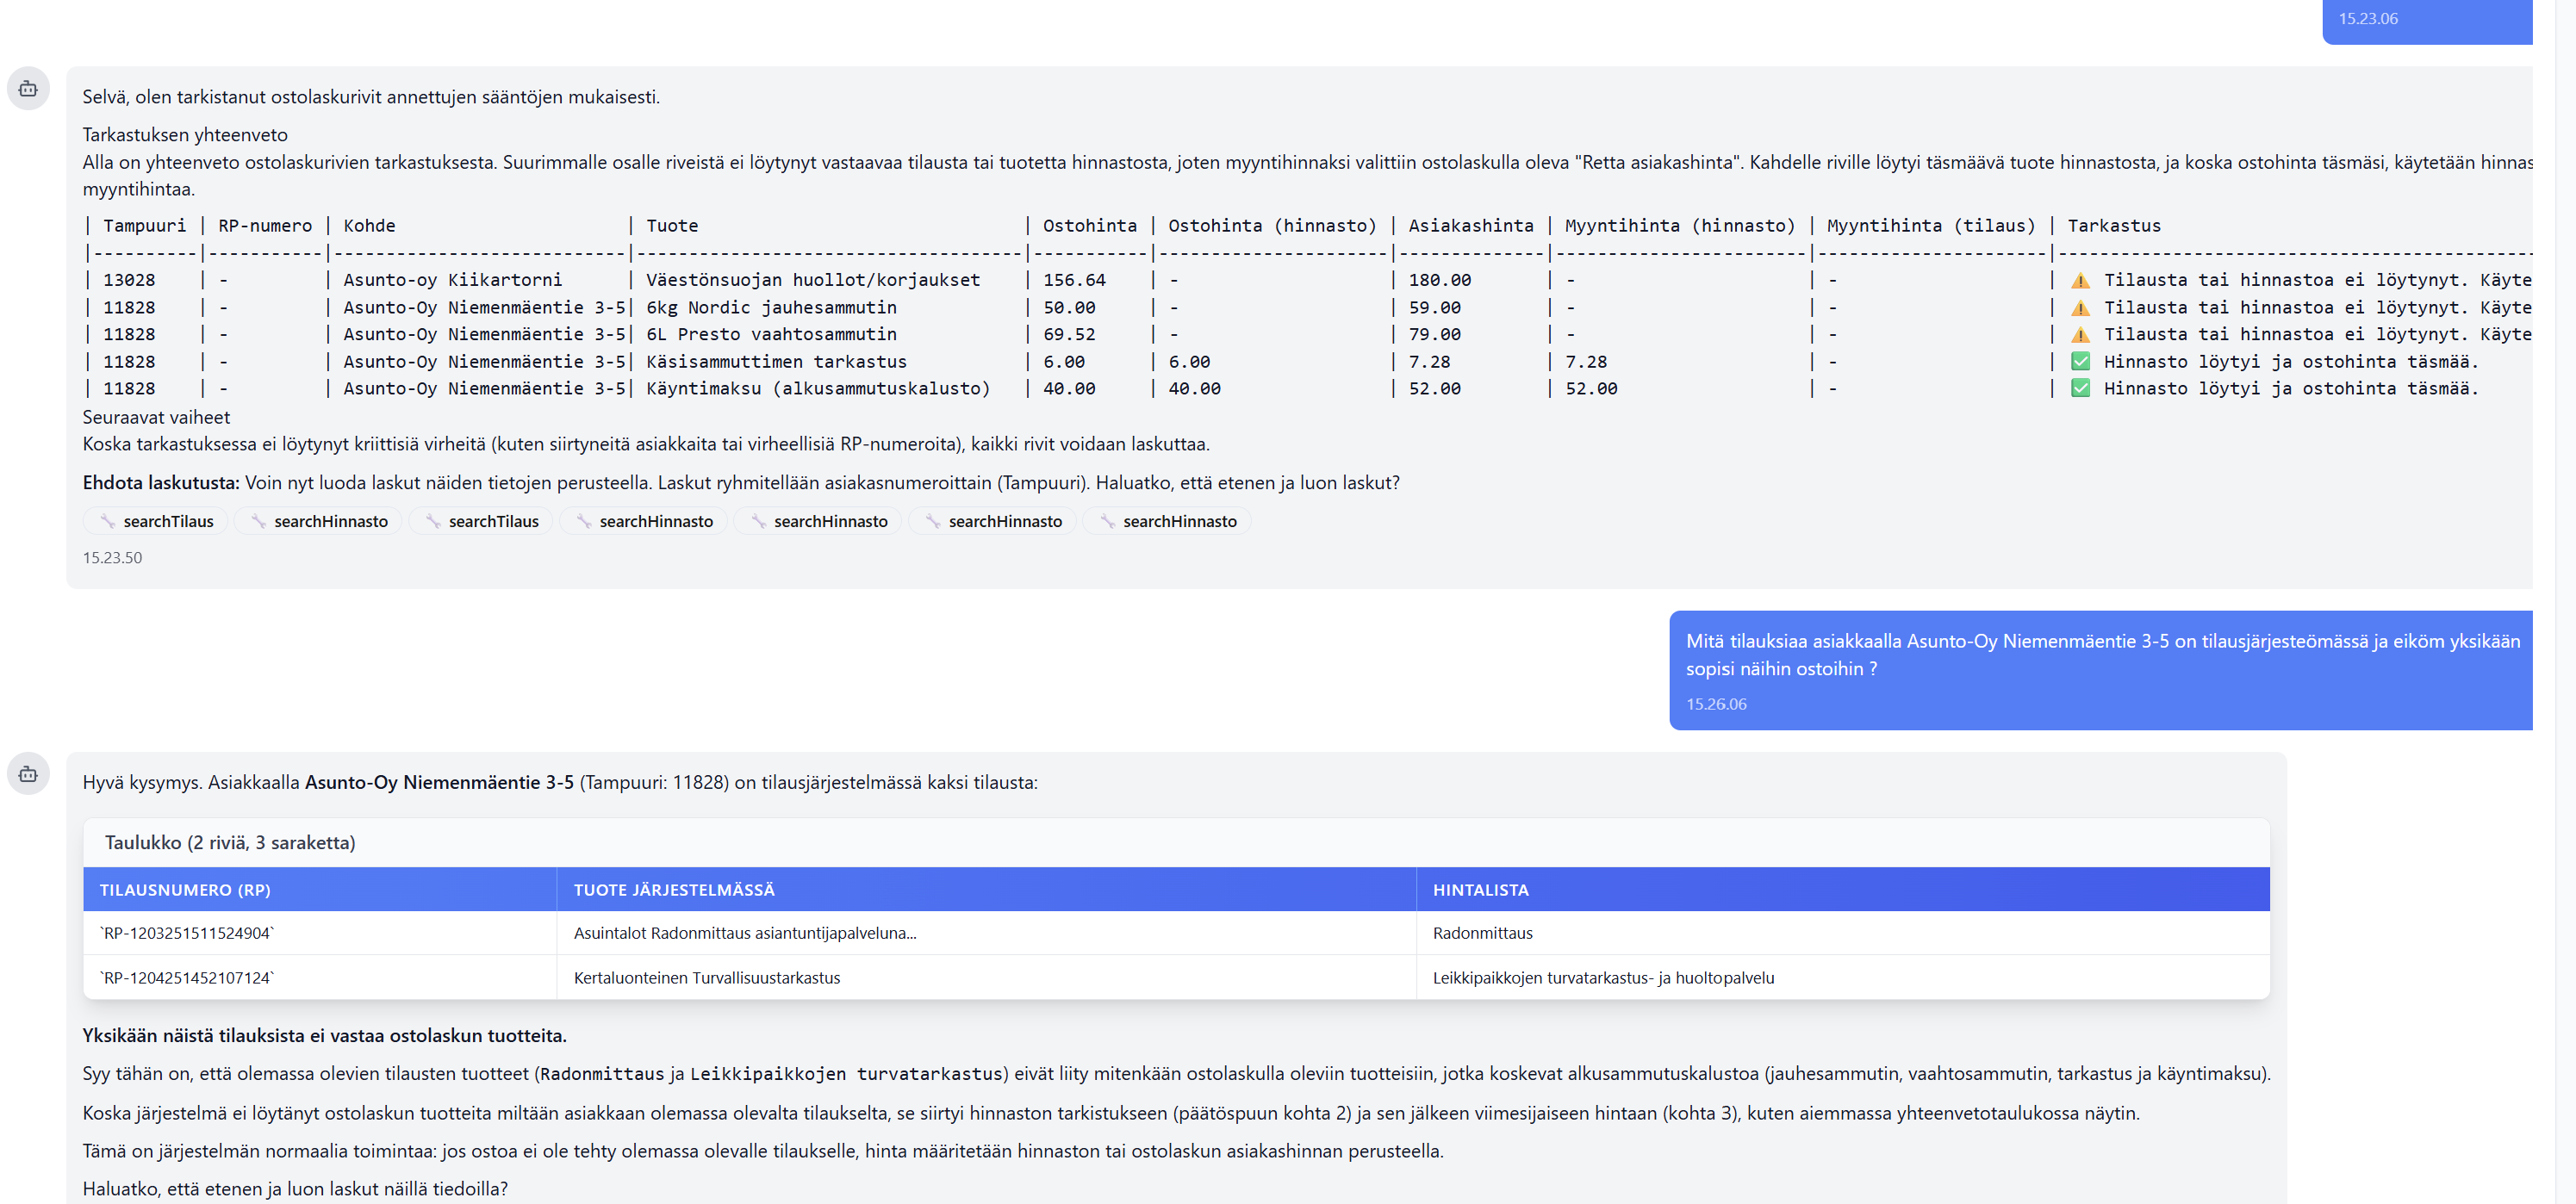 15.23.06
Selvä, olen tarkistanut ostolaskurivit annettujen sääntöjen mukaisesti.
Tarkastuksen yhteenveto
Alla on yhteenveto ostolaskurivien tarkastuksesta. Suurimmalle osalle riveistä ei löytynyt vastaavaa tilausta tai tuotetta hinnastosta, joten myyntihinnaksi valittiin ostolaskulla oleva "Retta asiakashinta". Kahdelle riville löytyi täsmäävä tuote hinnastosta, ja koska ostohinta täsmäsi, käytetään hinnas
myyntihintaa.
| Tampuuri | RP-numero | Kohde | Tuote | Ostohinta | Ostohinta (hinnasto) | Asiakashinta | Myyntihinta (hinnasto) | Myyntihinta (tilaus) | Tarkastus
|----------|-----------|----------------------------|-------------------------------------|-----------|----------------------|--------------|------------------------|----------------------|----------------------------------------------
| 13028 | - | Asunto-oy Kiikartorni | Väestönsuojan huollot/korjaukset | 156.64 | - | 180.00 | - | - | ⚠️ Tilausta tai hinnastoa ei löytynyt. Käyte
| 11828 | - | Asunto-Oy Niemenmäentie 3-5| 6kg Nordic jauhesammutin | 50.00 | - | 59.00 | - | - | ⚠️ Tilausta tai hinnastoa ei löytynyt. Käyte
| 11828 | - | Asunto-Oy Niemenmäentie 3-5| 6L Presto vaahtosammutin | 69.52 | - | 79.00 | - | - | ⚠️ Tilausta tai hinnastoa ei löytynyt. Käyte
| 11828 | - | Asunto-Oy Niemenmäentie 3-5| Käsisammuttimen tarkastus | 6.00 | 6.00 | 7.28 | 7.28 | - | ✅ Hinnasto löytyi ja ostohinta täsmää.
| 11828 | - | Asunto-Oy Niemenmäentie 3-5| Käyntimaksu (alkusammutuskalusto) | 40.00 | 40.00 | 52.00 | 52.00 | - | ✅ Hinnasto löytyi ja ostohinta täsmää.
Seuraavat vaiheet
Koska tarkastuksessa ei löytynyt kriittisiä virheitä (kuten siirtyneitä asiakkaita tai virheellisiä RP-numeroita), kaikki rivit voidaan laskuttaa.
Ehdota laskutusta: Voin nyt luoda laskut näiden tietojen perusteella. Laskut ryhmitellään asiakasnumeroittain (Tampuuri). Haluatko, että etenen ja luon laskut?
searchTilaus searchHinnasto searchTilaus searchHinnasto searchHinnasto searchHinnasto searchHinnasto
15.23.50
Mitä tilauksiaa asiakkaalla Asunto-Oy Niemenmäentie 3-5 on tilausjärjesteömässä ja eiköm yksikään
sopisi näihin ostoihin ?
15.26.06
Hyvä kysymys. Asiakkaalla Asunto-Oy Niemenmäentie 3-5 (Tampuuri: 11828) on tilausjärjestelmässä kaksi tilausta:
Taulukko (2 riviä, 3 saraketta)
TILAUSNUMERO (RP) TUOTE JÄRJESTELMÄSSÄ HINTALISTA
`RP-1203251511524904` Asuintalot Radonmittaus asiantuntijapalveluna... Radonmittaus
`RP-1204251452107124` Kertaluonteinen Turvallisuustarkastus Leikkipaikkojen turvatarkastus- ja huoltopalvelu
Yksikään näistä tilauksista ei vastaa ostolaskun tuotteita.
Syy tähän on, että olemassa olevien tilausten tuotteet (Radonmittaus ja Leikkipaikkojen turvatarkastus) eivät liity mitenkään ostolaskulla oleviin tuotteisiin, jotka koskevat alkusammutuskalustoa (jauhesammutin, vaahtosammutin, tarkastus ja käyntimaksu).
Koska järjestelmä ei löytänyt ostolaskun tuotteita miltään asiakkaan olemassa olevalta tilaukselta, se siirtyi hinnaston tarkistukseen (päätöspuun kohta 2) ja sen jälkeen viimesijaiseen hintaan (kohta 3), kuten aiemmassa yhteenvetotaulukossa näytin.
Tämä on järjestelmän normaalia toimintaa: jos ostoa ei ole tehty olemassa olevalle tilaukselle, hinta määritetään hinnaston tai ostolaskun asiakashinnan perusteella.
Haluatko, että etenen ja luon laskut näillä tiedoilla?